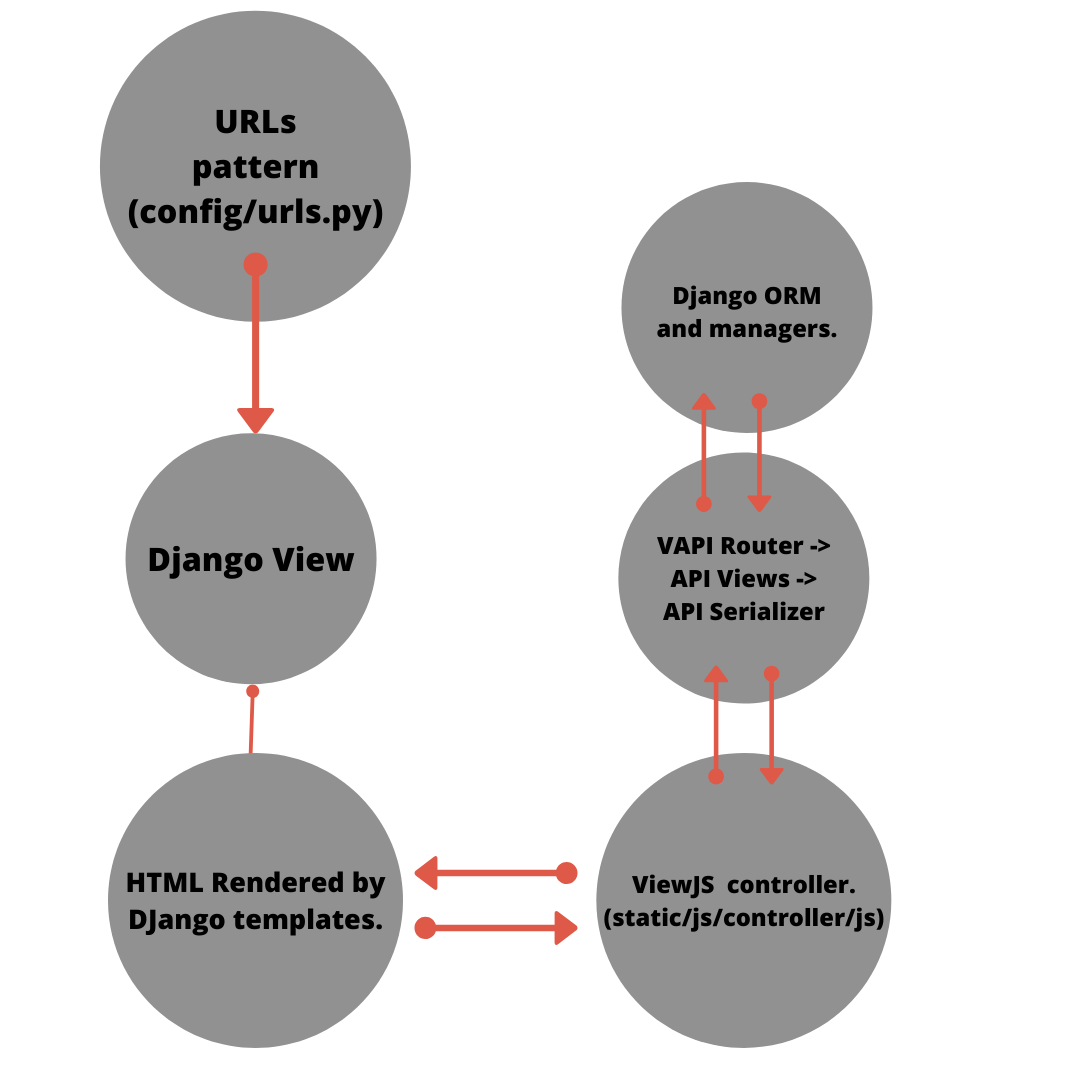 URLs
pattern
(config/urls.py)
Django View
HTML Rendered by
DJango templates.
Django ORM
and managers.
VAPI Router ->
API Views ->
API Serializer
ViewJS  controller.
(static/js/controller/js)